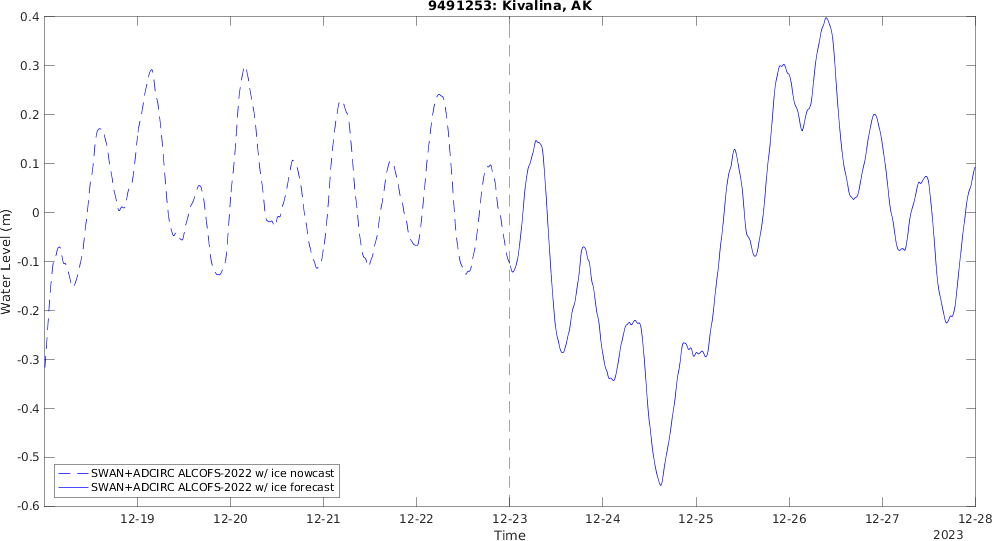 9491253: Kivalina, AK
Water Level (m)
0.4
0.3
0.2
0.1
0
-0.1
-0.2
-0.3
-0.4
-0.5
-0.6
SWAN+ADCIRC ALCOFS-2022 w/ ice nowcast
SWAN+ADCIRC ALCOFS-2022 w/ ice forecast
12-19 12-20 12-21 12-22 12-23 12-24 12-25 12-26 12-27 12-28
Time
2023